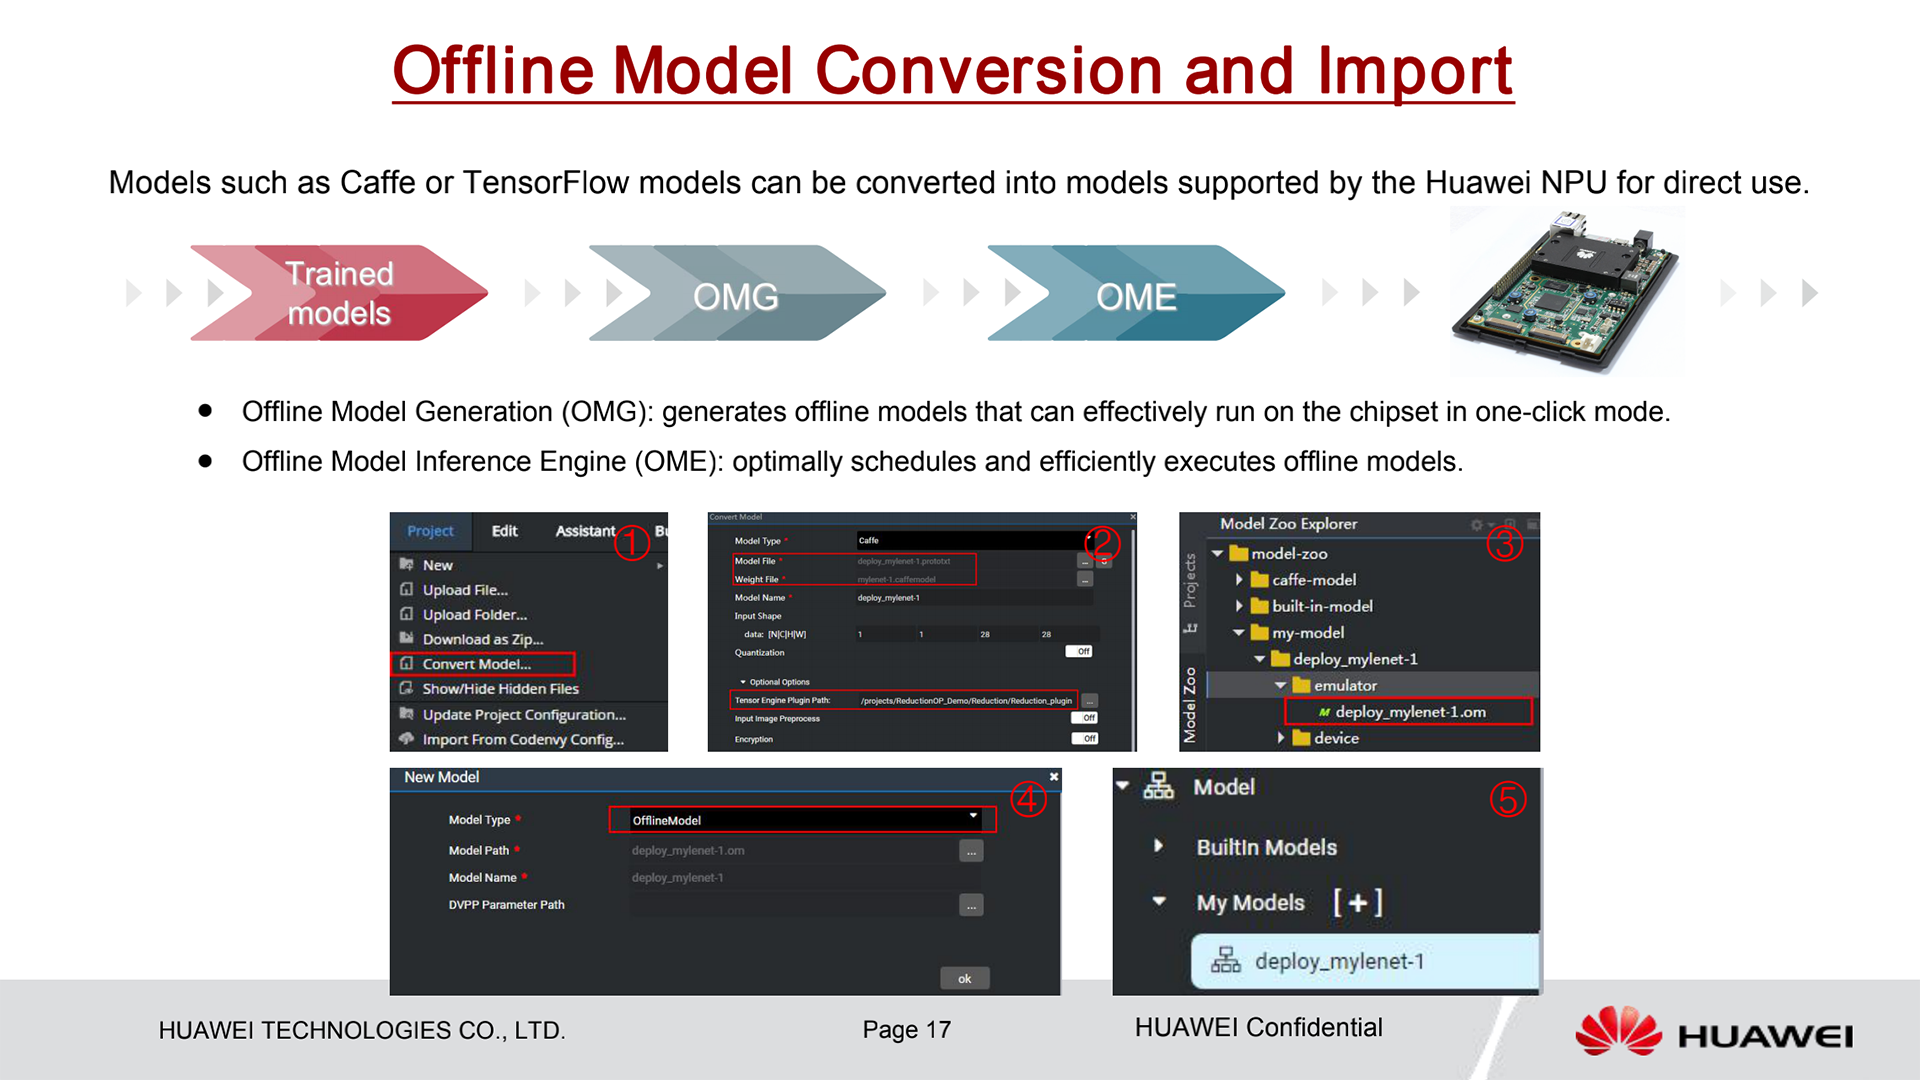 Offline Model Conversion and Import
Models such as Caffe or TensorFlow models can be converted into models supported by the Huawei NPU for direct use.
Trained
models
OMG
OME
● Offline Model Generation (OMG): generates offline models that can effectively run on the chipset in one-click mode.
● Offline Model Inference Engine (OME): optimally schedules and efficiently executes offline models.
Project Edit Assistant Bu
①
New
Upload File...
Upload Folder...
Download as Zip...
Convert Model...
Show/Hide Hidden Files
Update Project Configuration...
Import From Codenvy Config...
Convert Model
②
Model Type * Caffe
Model File * deploy_mylenet-1.prototxt ...
Weight File * mylenet-1.caffemodel ...
Model Name * deploy_mylenet-1
Input Shape
data: [N|C|H|W] 1 1 28 28
Quantization Off
Optional Options
Tensor Engine Plugin Path: /projects/ReductionOP_Demo/Reduction/Reduction_plugin ...
Input Image Preprocess Off
Encryption Off
Model Zoo Explorer
③
Projects
Model Zoo
model-zoo
caffe-model
built-in-model
my-model
deploy_mylenet-1
emulator
deploy_mylenet-1.om
device
New Model
④
Model Type * OfflineModel
Model Path * deploy_mylenet-1.om ...
Model Name * deploy_mylenet-1
DVPP Parameter Path ...
ok
Model
⑤
BuiltIn Models
My Models [+]
deploy_mylenet-1
HUAWEI TECHNOLOGIES CO., LTD.
Page 17
HUAWEI Confidential
HUAWEI